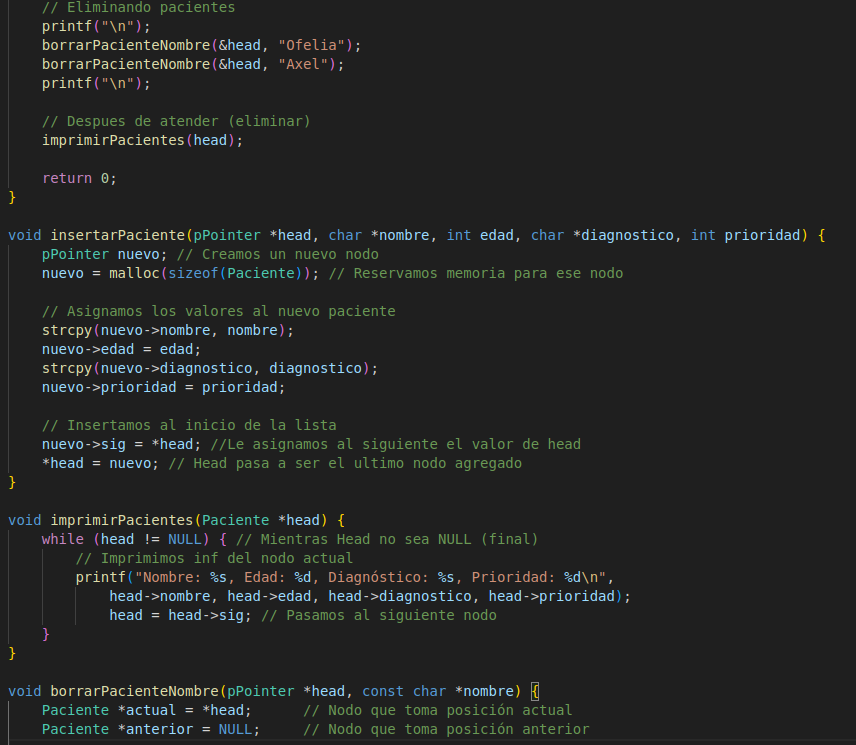 // Eliminando pacientes
printf("\n");
borrarPacienteNombre(&head, "Ofelia");
borrarPacienteNombre(&head, "Axel");
printf("\n");
// Despues de atender (eliminar)
imprimirPacientes(head);
return 0;
}
void insertarPaciente(pPointer *head, char *nombre, int edad, char *diagnostico, int prioridad) {
pPointer nuevo; // Creamos un nuevo nodo
nuevo = malloc(sizeof(Paciente)); // Reservamos memoria para ese nodo
// Asignamos los valores al nuevo paciente
strcpy(nuevo->nombre, nombre);
nuevo->edad = edad;
strcpy(nuevo->diagnostico, diagnostico);
nuevo->prioridad = prioridad;
// Insertamos al inicio de la lista
nuevo->sig = *head; //Le asignamos al siguiente el valor de head
*head = nuevo; // Head pasa a ser el ultimo nodo agregado
}
void imprimirPacientes(Paciente *head) {
while (head != NULL) { // Mientras Head no sea NULL (final)
// Imprimimos inf del nodo actual
printf("Nombre: %s, Edad: %d, Diagnóstico: %s, Prioridad: %d\n",
head->nombre, head->edad, head->diagnostico, head->prioridad);
head = head->sig; // Pasamos al siguiente nodo
}
}
void borrarPacienteNombre(pPointer *head, const char *nombre) {
Paciente *actual = *head;      // Nodo que toma posición actual
Paciente *anterior = NULL;     // Nodo que toma posición anterior